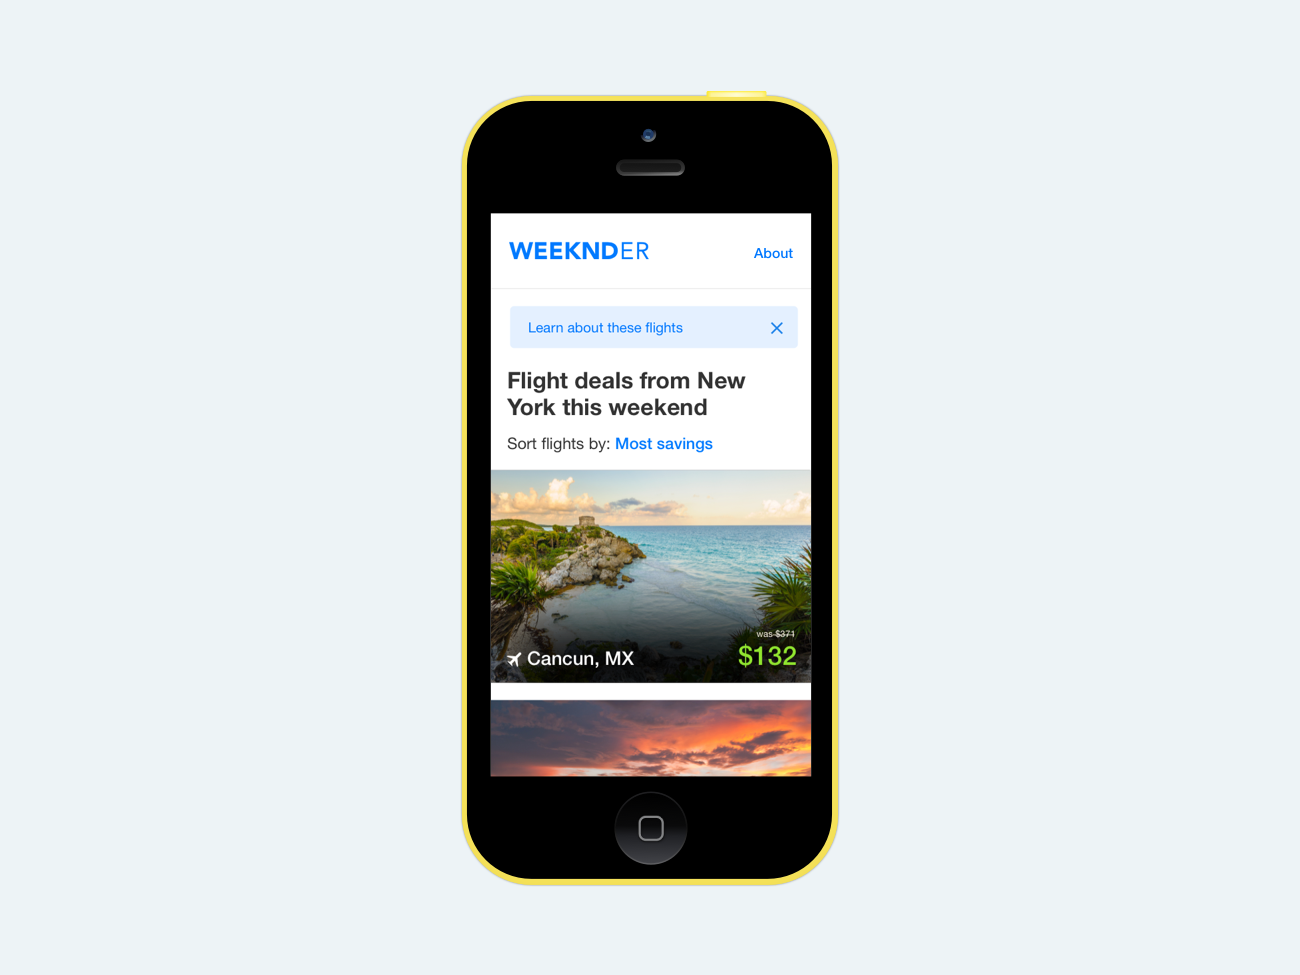 WEEKNDER
About
Learn about these flights
Flight deals from New
York this weekend
Sort flights by: Most savings
was $371
Cancun, MX
$132